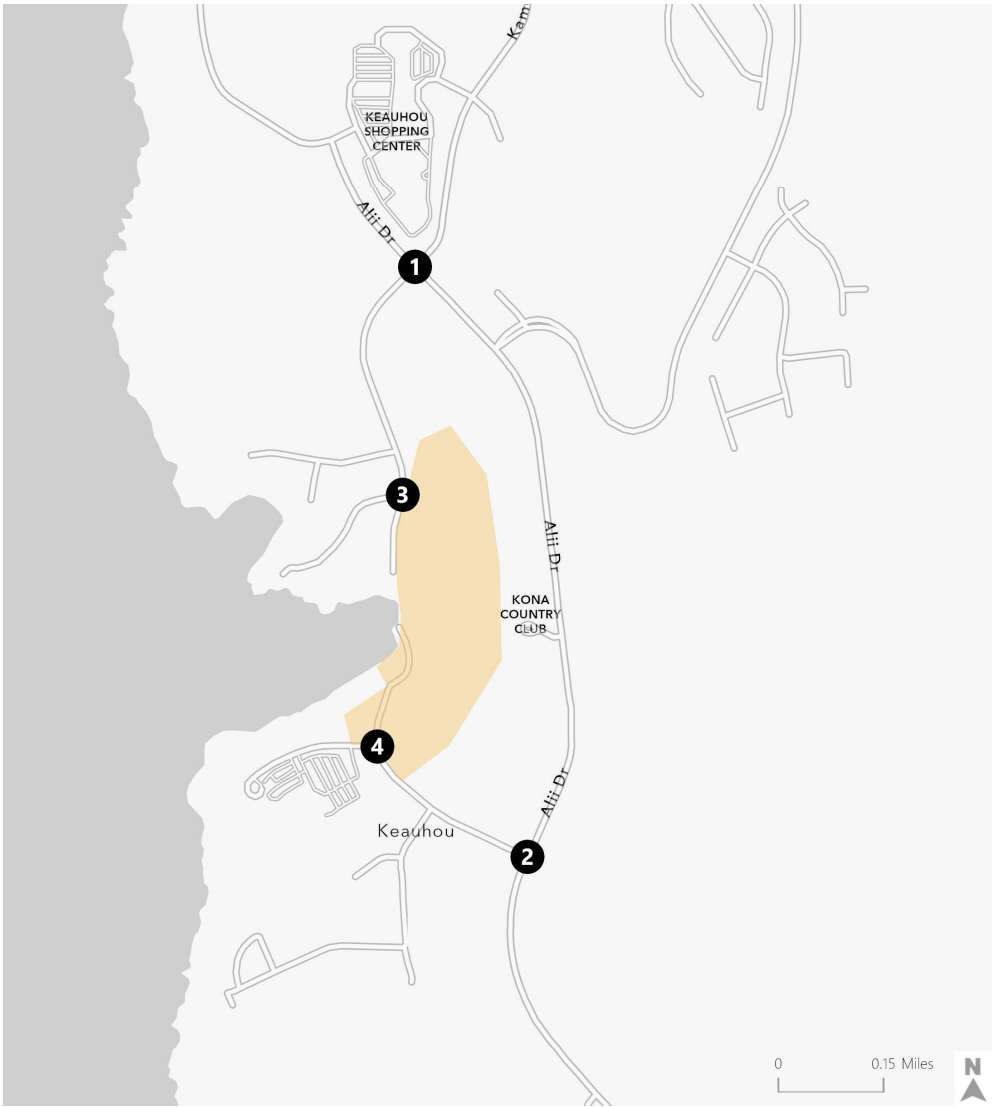 Kam
KEAUHOU
SHOPPING
CENTER
Alii Dr
1
3
Alii Dr
KONA
COUNTRY
CLUB
4
Alii Dr
Keauhou
2
0 0.15 Miles
N